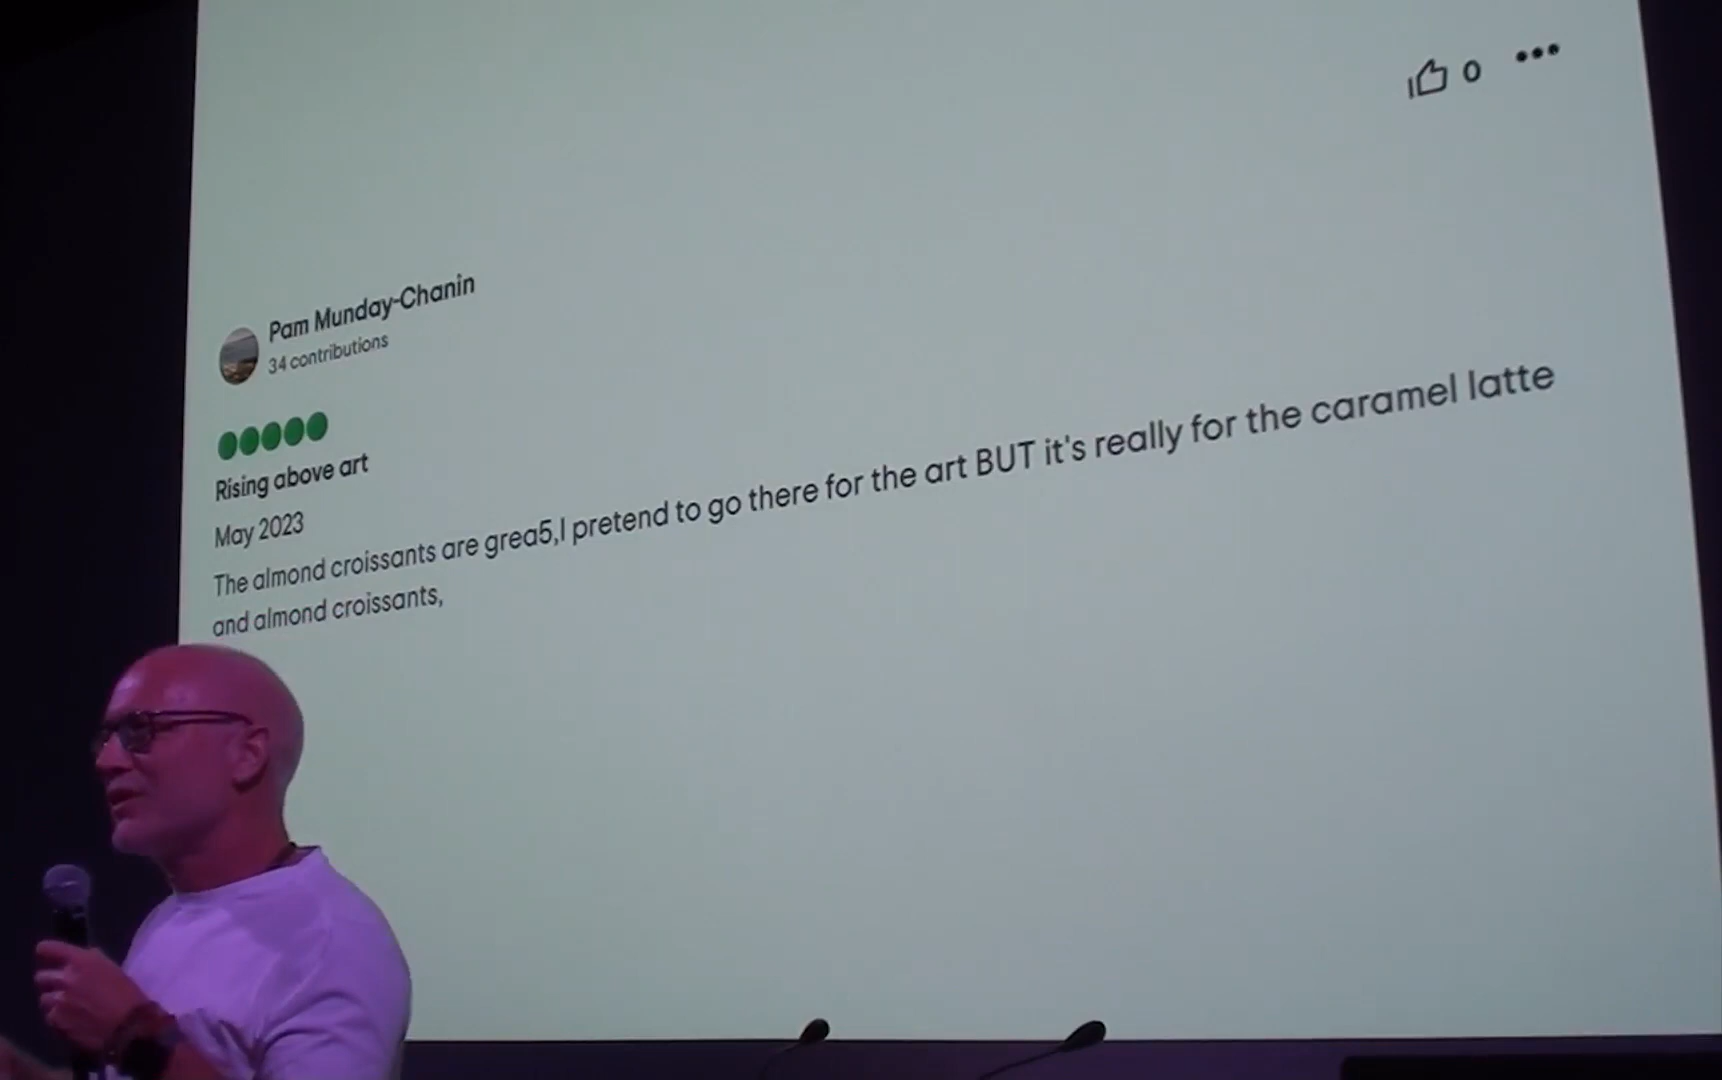 0
Pam Munday-Chanin
34 contributions
Rising above art
May 2023
The almond croissants are grea5,I pretend to go there for the art BUT it's really for the caramel latte
and almond croissants,